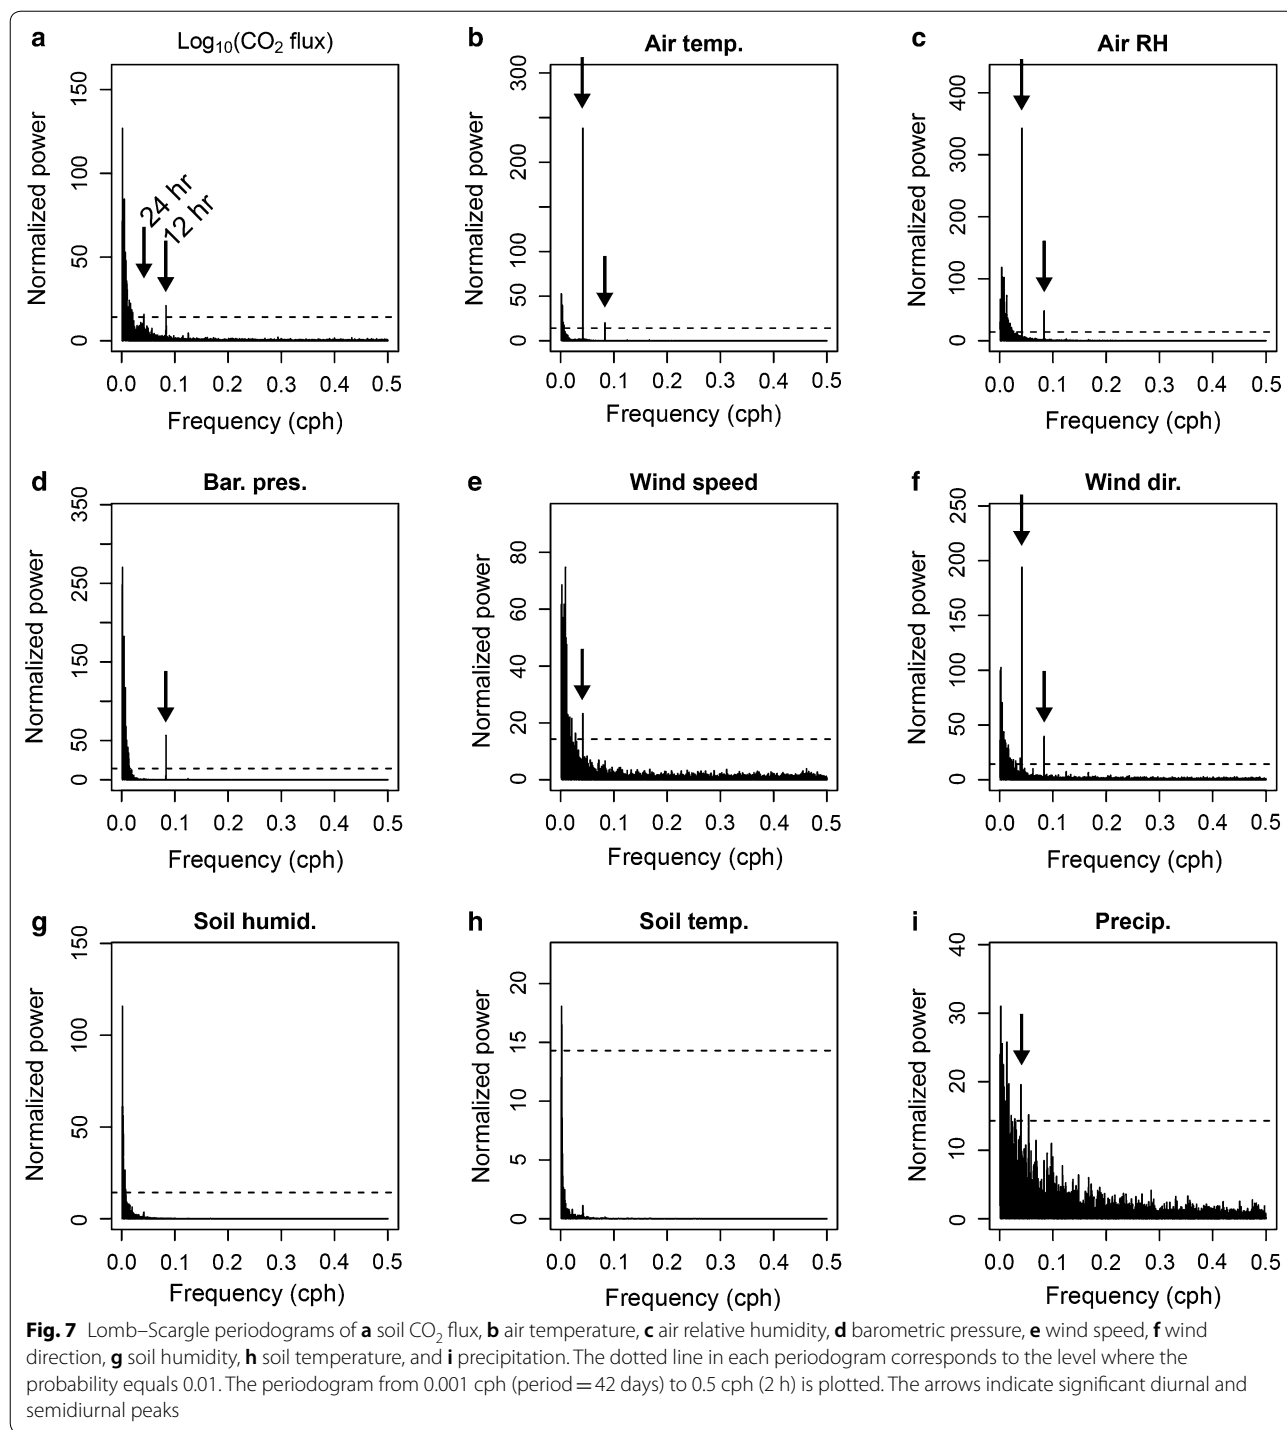 a
Log10(CO2 flux)
Normalized power
0 50 100 150
24 hr
12 hr
0.0 0.1 0.2 0.3 0.4 0.5
Frequency (cph)
b
Air temp.
Normalized power
0 50 100 200 300
0.0 0.1 0.2 0.3 0.4 0.5
Frequency (cph)
c
Air RH
Normalized power
0 100 200 300 400
0.0 0.1 0.2 0.3 0.4 0.5
Frequency (cph)
d
Bar. pres.
Normalized power
0 50 150 250 350
0.0 0.1 0.2 0.3 0.4 0.5
Frequency (cph)
e
Wind speed
Normalized power
0 20 40 60 80
0.0 0.1 0.2 0.3 0.4 0.5
Frequency (cph)
f
Wind dir.
Normalized power
0 50 100 150 200 250
0.0 0.1 0.2 0.3 0.4 0.5
Frequency (cph)
g
Soil humid.
Normalized power
0 50 100 150
0.0 0.1 0.2 0.3 0.4 0.5
Frequency (cph)
h
Soil temp.
Normalized power
0 5 10 15 20
0.0 0.1 0.2 0.3 0.4 0.5
Frequency (cph)
i
Precip.
Normalized power
0 10 20 30 40
0.0 0.1 0.2 0.3 0.4 0.5
Frequency (cph)
Fig. 7 Lomb–Scargle periodograms of a soil CO2 flux, b air temperature, c air relative humidity, d barometric pressure, e wind speed, f wind
direction, g soil humidity, h soil temperature, and i precipitation. The dotted line in each periodogram corresponds to the level where the
probability equals 0.01. The periodogram from 0.001 cph (period = 42 days) to 0.5 cph (2 h) is plotted. The arrows indicate significant diurnal and
semidiurnal peaks